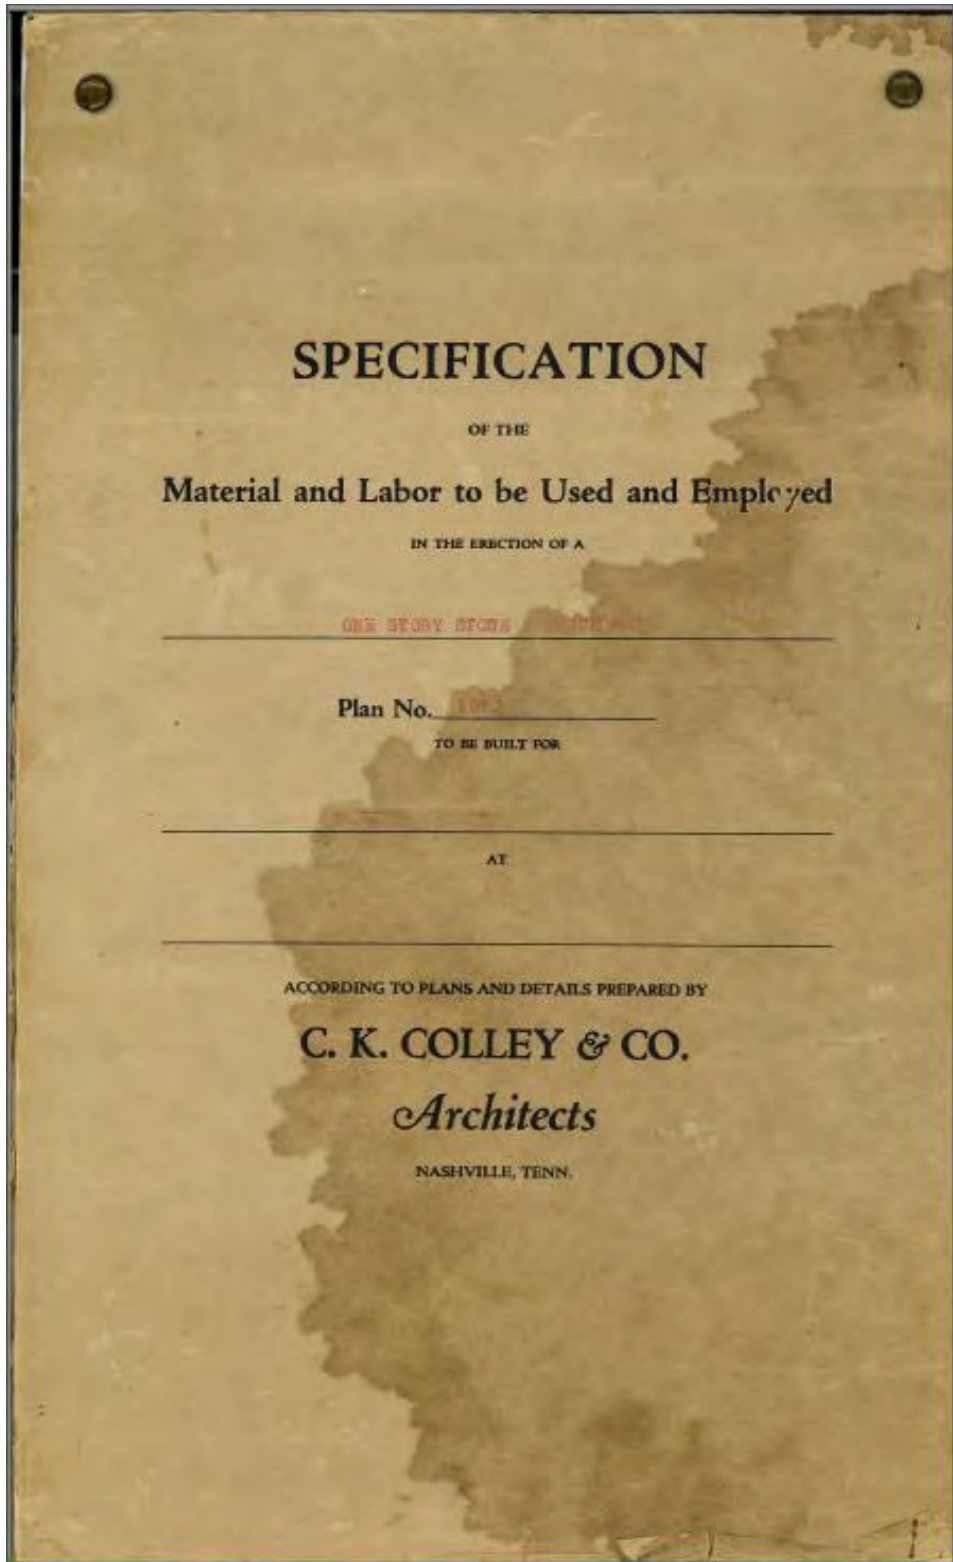 SPECIFICATION
OF THE
Material and Labor to be Used and Employed
IN THE ERECTION OF A
ONE STORY STONE
Plan No.
TO BE BUILT FOR
AT
ACCORDING TO PLANS AND DETAILS PREPARED BY
C. K. COLLEY & CO.
Architects
NASHVILLE, TENN.